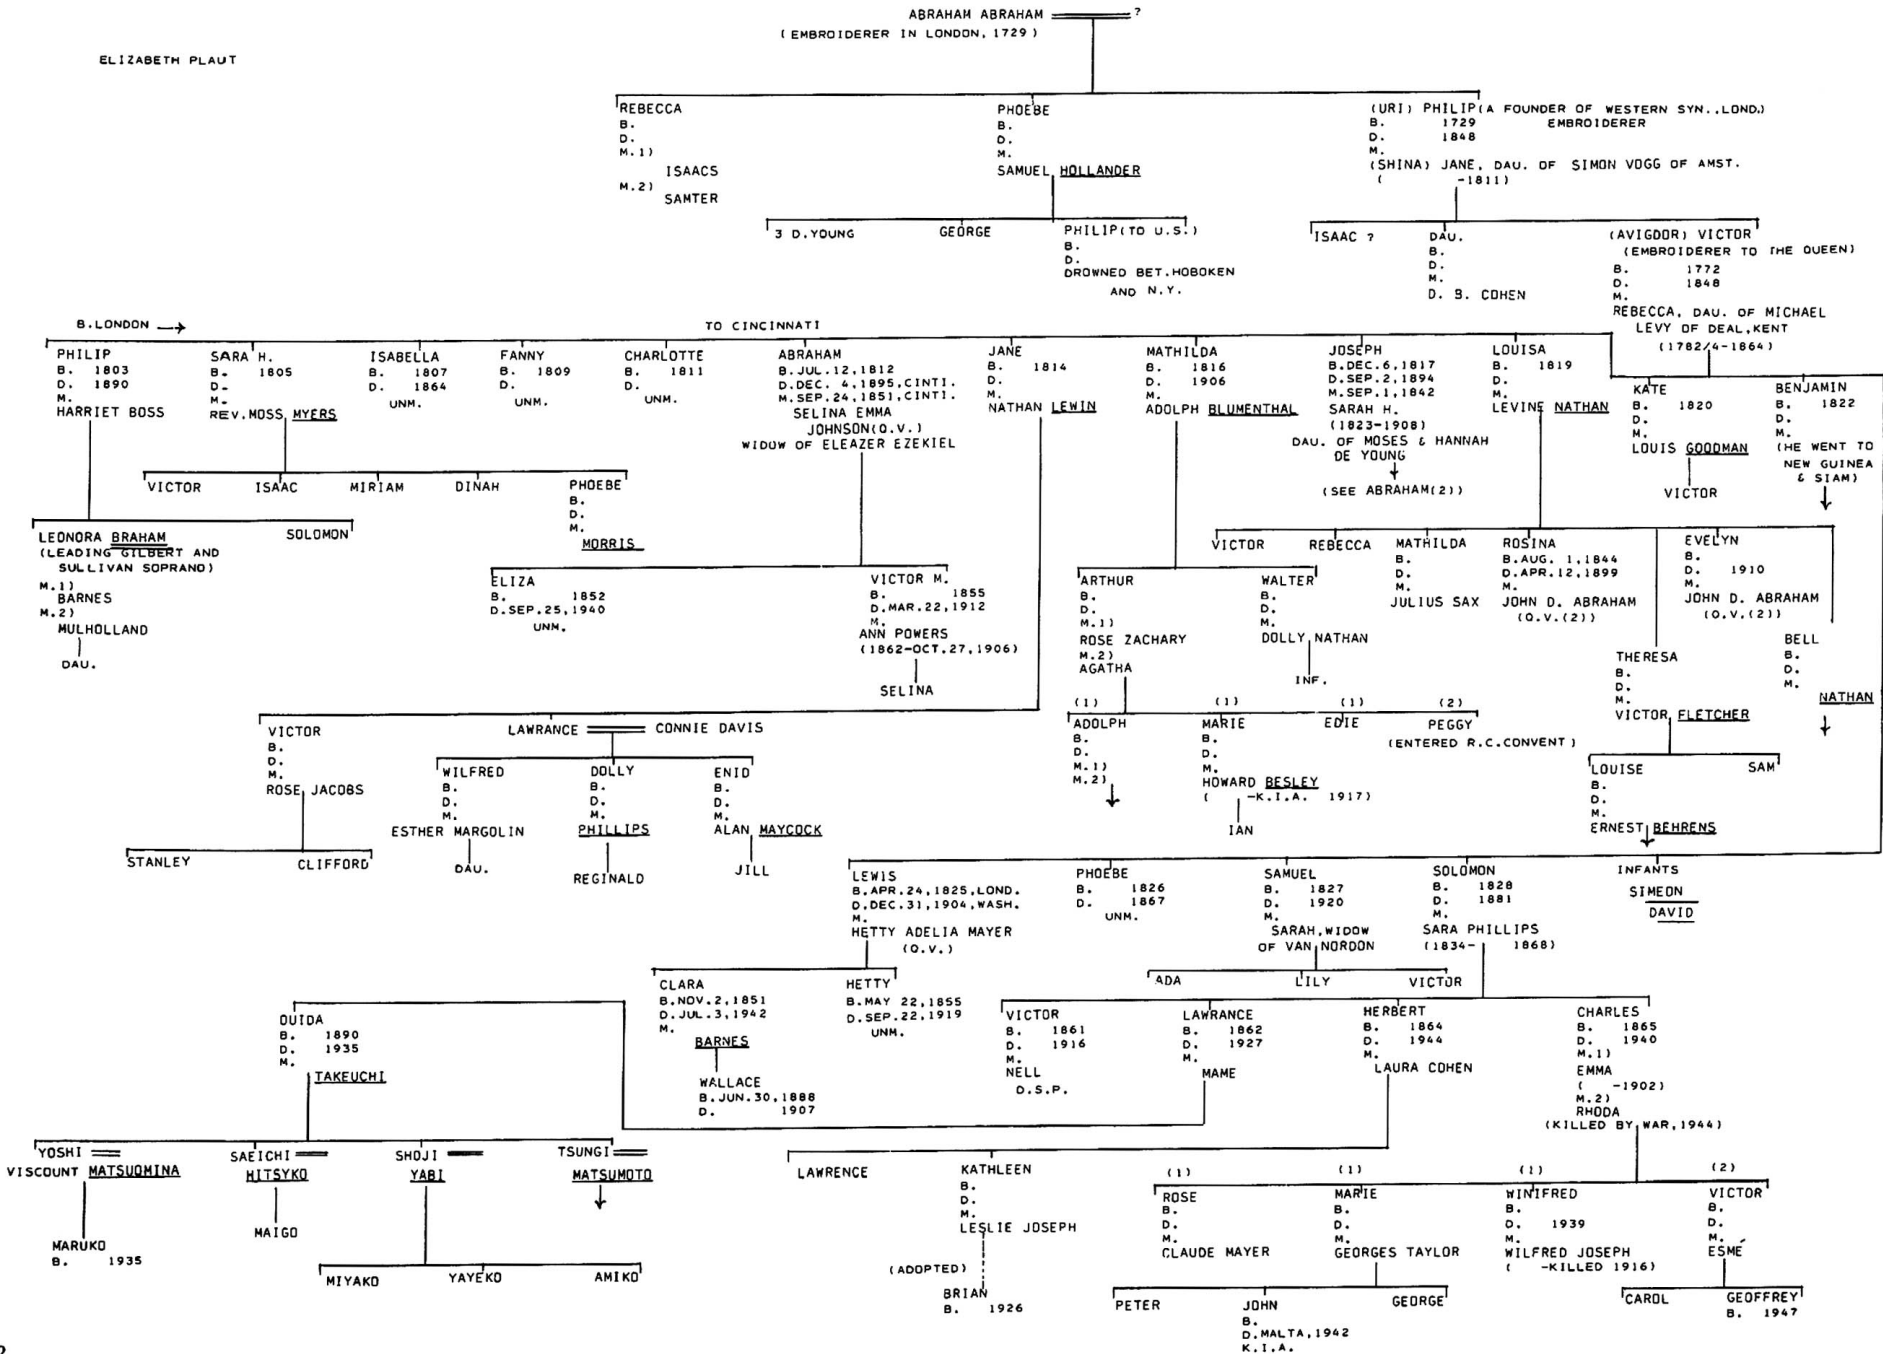 ABRAHAM ABRAHAM ?
(EMBROIDERER IN LONDON, 1729)
ELIZABETH PLAUT
REBECCA
B.
D.
M.1)
ISAACS
M.2)
SAMTER
PHOEBE
B.
D.
M.
SAMUEL HOLLANDER
(URI) PHILIP(A FOUNDER OF WESTERN SYN.,LOND.)
B. 1729 EMBROIDERER
D. 1848
M.
(SHINA) JANE, DAU. OF SIMON VOGG OF AMST.
( -1811)
3 D.YOUNG
GEORGE
PHILIP(TO U.S.)
B.
D.
DROWNED BET.HOBOKEN
AND N.Y.
ISAAC ?
DAU.
B.
D.
M.
D. B. COHEN
(AVIGDOR) VICTOR
(EMBROIDERER TO THE QUEEN)
B. 1772
D. 1848
M.
REBECCA, DAU. OF MICHAEL
LEVY OF DEAL,KENT
(1782/4-1864)
B.LONDON →
TO CINCINNATI
PHILIP
B. 1803
D. 1890
M.
HARRIET BOSS
SARA H.
B. 1805
D.
M.
REV.MOSS MYERS
ISABELLA
B. 1807
D. 1864
UNM.
FANNY
B. 1809
D.
UNM.
CHARLOTTE
B. 1811
D.
UNM.
ABRAHAM
B.JUL.12,1812
D.DEC. 4,1895,CINTI.
M.SEP.24,1851,CINTI.
SELINA EMMA
JOHNSON(Q.V.)
WIDOW OF ELEAZER EZEKIEL
JANE
B. 1814
D.
M.
NATHAN LEWIN
MATHILDA
B. 1816
D. 1906
M.
ADOLPH BLUMENTHAL
JOSEPH
B.DEC.6,1817
D.SEP.2,1894
M.SEP.1,1842
SARAH H.
(1823-1908)
DAU. OF MOSES & HANNAH
DE YOUNG
(SEE ABRAHAM(2))
LOUISA
B. 1819
D.
M.
LEVINE NATHAN
KATE
B. 1820
D.
M.
LOUIS GOODMAN
VICTOR
BENJAMIN
B. 1822
D.
M.
(HE WENT TO
NEW GUINEA
& SIAM)
VICTOR
ISAAC
MIRIAM
DINAH
PHOEBE
B.
D.
M.
MORRIS
LEONORA BRAHAM
(LEADING GILBERT AND
SULLIVAN SOPRANO)
M.1)
BARNES
M.2)
MULHOLLAND
DAU.
SOLOMON
ELIZA
B. 1852
D.SEP.25,1940
UNM.
VICTOR M.
B. 1855
D.MAR.22,1912
M.
ANN POWERS
(1862-OCT.27,1906)
SELINA
ARTHUR
B.
D.
M.1)
ROSE ZACHARY
M.2)
AGATHA
WALTER
B.
D.
M.
DOLLY NATHAN
INF.
VICTOR
REBECCA
MATHILDA
B.
D.
M.
JULIUS SAX
ROSINA
B.AUG. 1,1844
D.APR.12,1899
M.
JOHN D. ABRAHAM
(Q.V.(2))
EVELYN
B.
D. 1910
M.
JOHN D. ABRAHAM
(Q.V.(2))
THERESA
B.
D.
M.
VICTOR FLETCHER
BELL
B.
D.
M.
NATHAN
VICTOR
B.
D.
M.
ROSE JACOBS
LAWRANCE CONNIE DAVIS
(1) (1) (1) (2)
ADOLPH
B.
D.
M.1)
M.2)
MARIE
B.
D.
M.
HOWARD BESLEY
( -K.I.A. 1917)
IAN
EDIE
PEGGY
(ENTERED R.C.CONVENT)
LOUISE
B.
D.
M.
ERNEST BEHRENS
SAM
WILFRED
B.
D.
M.
ESTHER MARGOLIN
DAU.
DOLLY
B.
D.
M.
PHILLIPS
REGINALD
ENID
B.
D.
M.
ALAN MAYCOCK
JILL
STANLEY
CLIFFORD
LEWIS
B.APR.24,1825,LOND.
D.DEC.31,1904,WASH.
M.
HETTY ADELIA MAYER
(Q.V.)
PHOEBE
B. 1826
D. 1867
UNM.
SAMUEL
B. 1827
D. 1920
M.
SARAH,WIDOW
OF VAN NORDON
SOLOMON
B. 1828
D. 1881
M.
SARA PHILLIPS
(1834- 1868)
INFANTS
SIMEON
DAVID
CLARA
B.NOV.2,1851
D.JUL.3,1942
M.
BARNES
WALLACE
B.JUN.30,1888
D. 1907
HETTY
B.MAY 22,1855
D.SEP.22,1919
UNM.
ADA
LILY
VICTOR
VICTOR
B. 1861
D. 1916
M.
NELL
D.S.P.
LAWRANCE
B. 1862
D. 1927
M.
MAME
HERBERT
B. 1864
D. 1944
M.
LAURA COHEN
CHARLES
B. 1865
D. 1940
M.1)
EMMA
( -1902)
M.2)
RHODA
(KILLED BY WAR,1944)
OUIDA
B. 1890
D. 1935
M.
TAKEUCHI
YOSHI
VISCOUNT MATSUOMINA
MARUKO
B. 1935
SAEICHI
HITSYKO
MAIGO
SHOJI
YABI
TSUNGI
MATSUMOTO
MIYAKO
YAYEKO
AMIKO
LAWRENCE
KATHLEEN
B.
D.
M.
LESLIE JOSEPH
(ADOPTED)
BRIAN
B. 1926
(1) (1) (1) (2)
ROSE
B.
D.
M.
CLAUDE MAYER
MARIE
B.
D.
M.
GEORGES TAYLOR
WINIFRED
B.
D. 1939
M.
WILFRED JOSEPH
( -KILLED 1916)
VICTOR
B.
D.
M.
ESMÉ
PETER
JOHN
B.
D.MALTA,1942
K.I.A.
GEORGE
CAROL
GEOFFREY
B. 1947